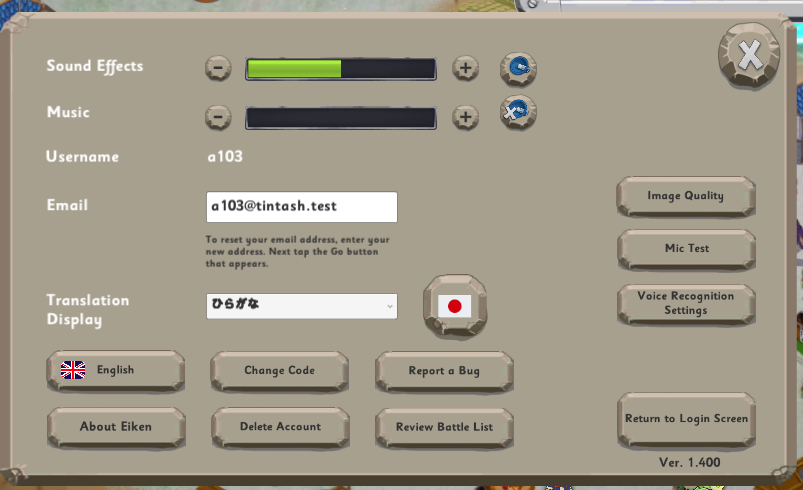 Sound Effects
Music
Username a103
Email a103@tintash.test
To reset your email address, enter your
new address. Next tap the Go button
that appears.
Translation
Display
ひらがな
English
Change Code
Report a Bug
About Eiken
Delete Account
Review Battle List
Image Quality
Mic Test
Voice Recognition
Settings
Return to Login Screen
Ver. 1.400